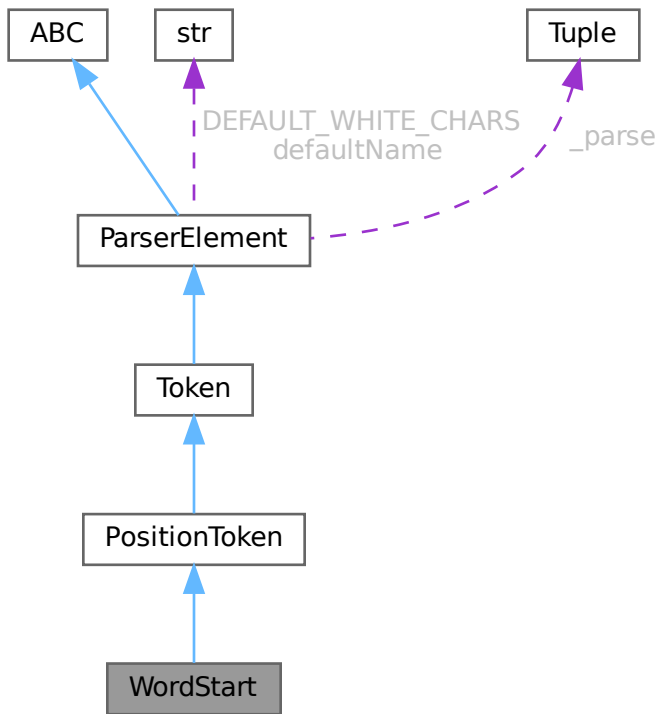 ABC
str
Tuple
DEFAULT_WHITE_CHARS
defaultName
_parse
ParserElement
Token
PositionToken
WordStart